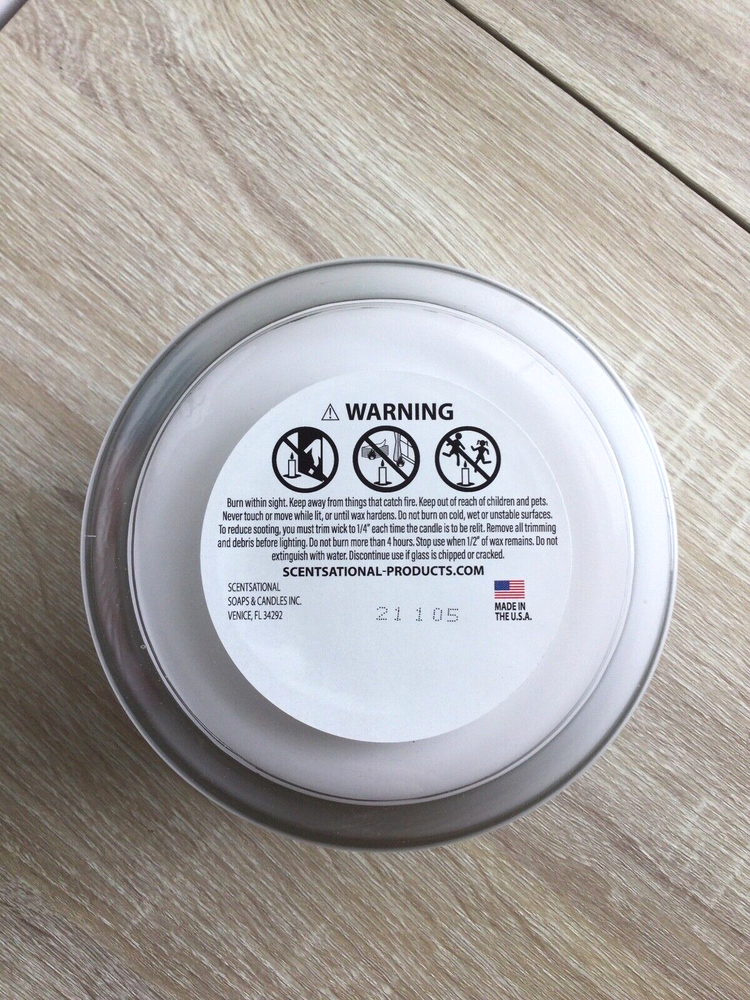 ⚠ WARNING
Burn within sight. Keep away from things that catch fire. Keep out of reach of children and pets.
Never touch or move while lit, or until wax hardens. Do not burn on cold, wet or unstable surfaces.
To reduce sooting, you must trim wick to 1/4" each time the candle is to be relit. Remove all trimming
and debris before lighting. Do not burn more than 4 hours. Stop use when 1/2" of wax remains. Do not
extinguish with water. Discontinue use if glass is chipped or cracked.
SCENTSATIONAL-PRODUCTS.COM
SCENTSATIONAL
SOAPS & CANDLES INC.
VENICE, FL 34292
21105
MADE IN
THE U.S.A.